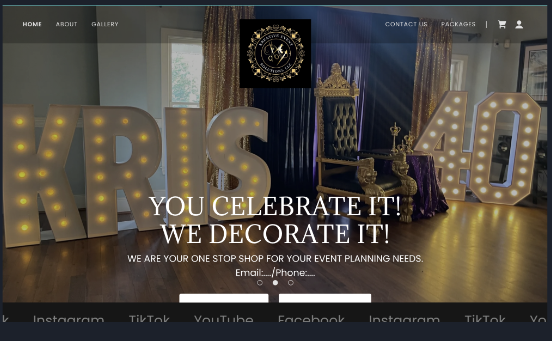 HOME ABOUT GALLERY CONTACT US PACKAGES
KRIS 40
YOU CELEBRATE IT!
WE DECORATE IT!
WE ARE YOUR ONE STOP SHOP FOR YOUR EVENT PLANNING NEEDS.
Email:..../Phone:....
k Instagram TikTok YouTube Facebook Instagram TikTok Yo